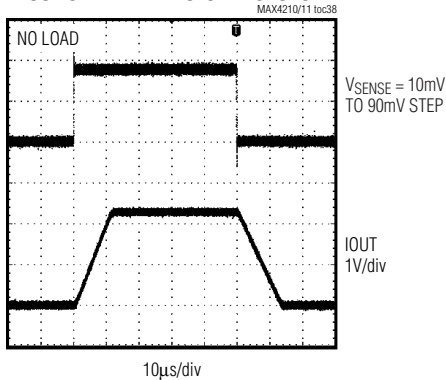 MAX4210/11 toc38
NO LOAD
T
VSENSE = 10mV
TO 90mV STEP
IOUT
1V/div
10μs/div